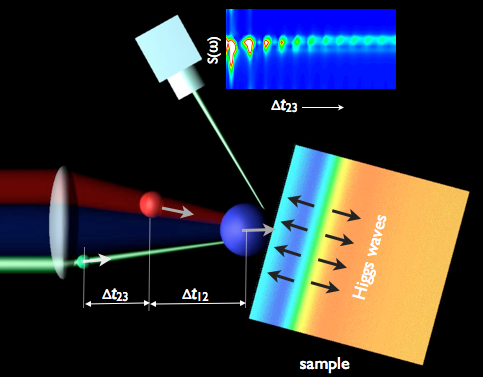 S(ω)
Δt23
Higgs waves
Δt23
Δt12
sample